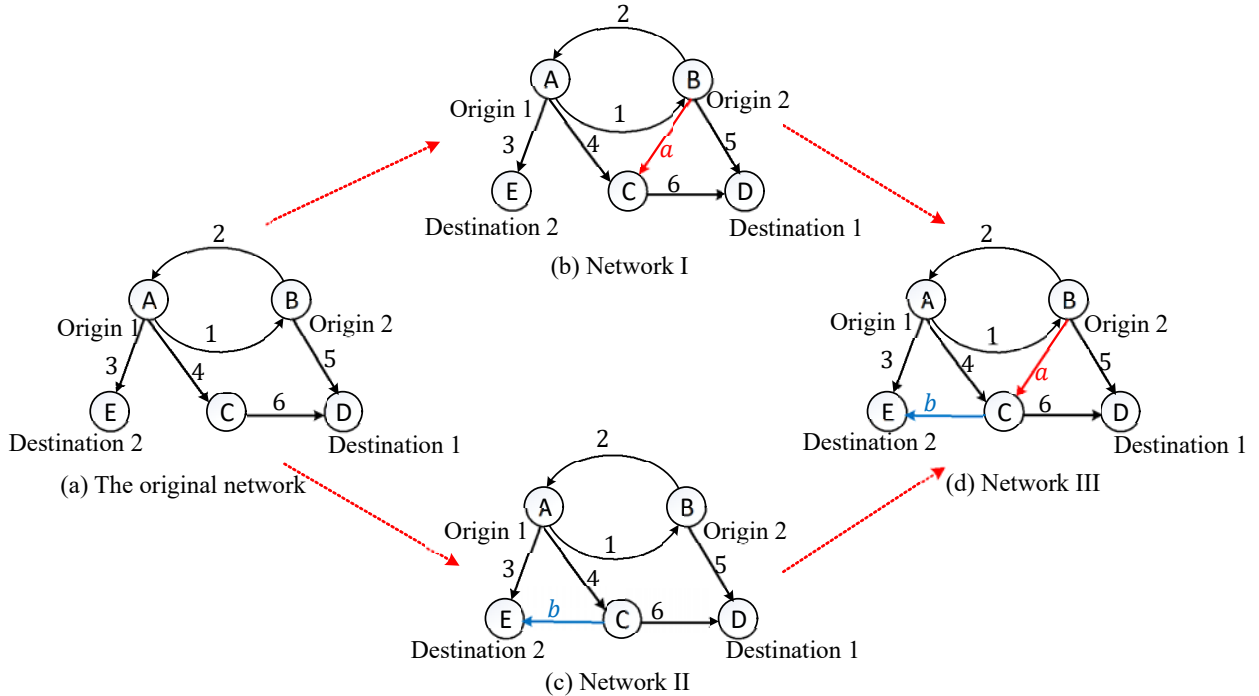 2
A
B
Origin 1
Origin 2
1
3
4
a
5
E
C
6
D
Destination 2
Destination 1
(b) Network I
2
A
B
Origin 1
Origin 2
1
3
4
5
E
C
6
D
Destination 2
Destination 1
(a) The original network
2
A
B
Origin 1
Origin 2
1
3
4
a
5
E
b
C
6
D
Destination 2
Destination 1
(d) Network III
2
A
B
Origin 1
Origin 2
1
3
4
5
E
b
C
6
D
Destination 2
Destination 1
(c) Network II